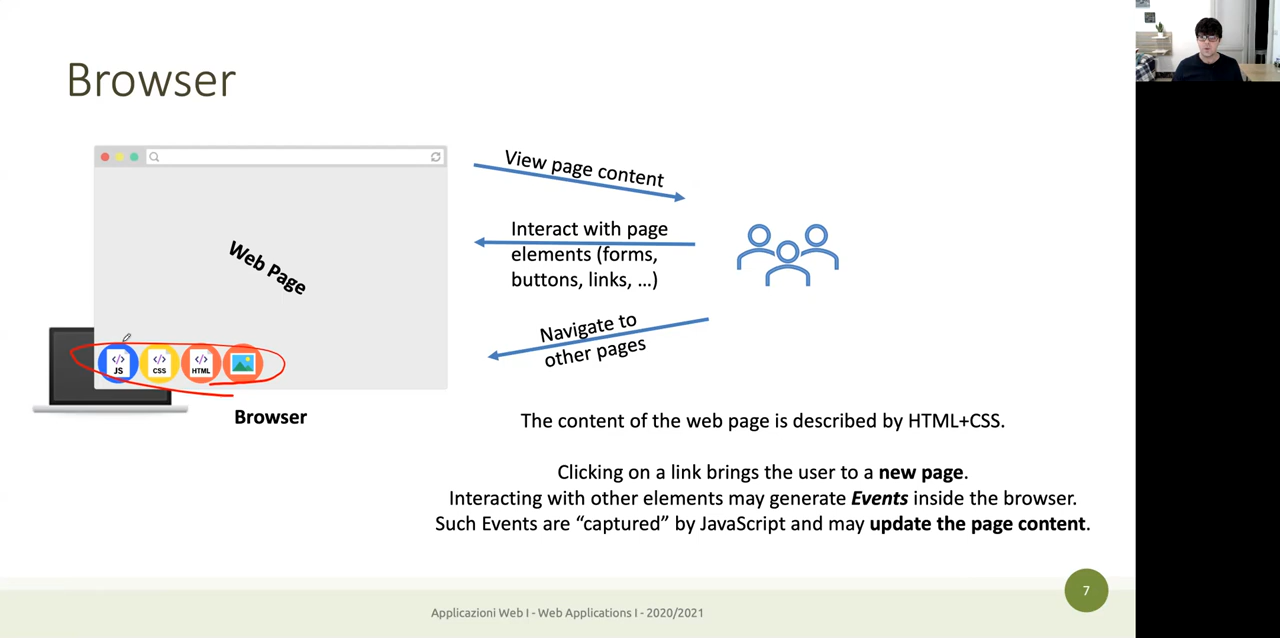 Browser
View page content
Interact with page
elements (forms,
buttons, links, …)
Web Page
Navigate to
other pages
</> JS
</> CSS
</> HTML
Browser
The content of the web page is described by HTML+CSS.
Clicking on a link brings the user to a new page.
Interacting with other elements may generate Events inside the browser.
Such Events are “captured” by JavaScript and may update the page content.
7
Applicazioni Web I - Web Applications I - 2020/2021